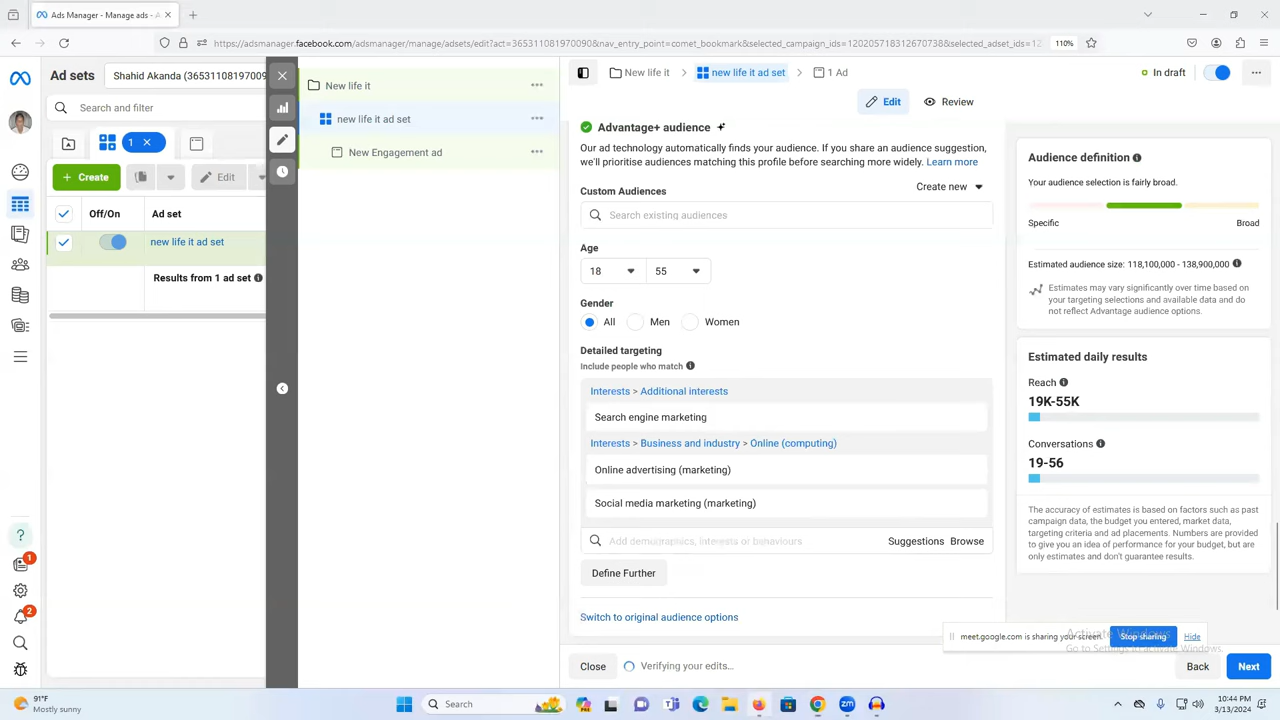 Ads Manager - Manage ads - A
https://adsmanager.facebook.com/adsmanager/manage/adsets/edit?act=365311081970090&nav_entry_point=comet_bookmark&selected_campaign_ids=120205718312670738&selected_adset_ids=12
110%
Ad sets
Shahid Akanda (36531108197009
Search and filter
1
Create
Edit
Off/On
Ad set
new life it ad set
Results from 1 ad set
New life it
new life it ad set
New Engagement ad
New life it
new life it ad set
1 Ad
In draft
Edit
Review
Advantage+ audience
Our ad technology automatically finds your audience. If you share an audience suggestion,
we'll prioritise audiences matching this profile before searching more widely. Learn more
Custom Audiences
Create new
Search existing audiences
Age
18
55
Gender
All
Men
Women
Detailed targeting
Include people who match
Interests > Additional interests
Search engine marketing
Interests > Business and industry > Online (computing)
Online advertising (marketing)
Social media marketing (marketing)
Add demographics, interests or behaviours
Suggestions
Browse
Define Further
Switch to original audience options
Close
Verifying your edits...
Back
Next
Audience definition
Your audience selection is fairly broad.
Specific
Broad
Estimated audience size: 118,100,000 - 138,900,000
Estimates may vary significantly over time based on
your targeting selections and available data and do
not reflect Advantage audience options.
Estimated daily results
Reach
19K-55K
Conversations
19-56
The accuracy of estimates is based on factors such as past
campaign data, the budget you entered, market data,
targeting criteria and ad placements. Numbers are provided
to give you an idea of performance for your budget, but are
only estimates and don't guarantee results.
meet.google.com is sharing your screen.
Stop sharing
Hide
Activate Windows
Go to Settings to activate Windows.
1
2
91°F
Mostly sunny
Search
10:44 PM
3/13/2024